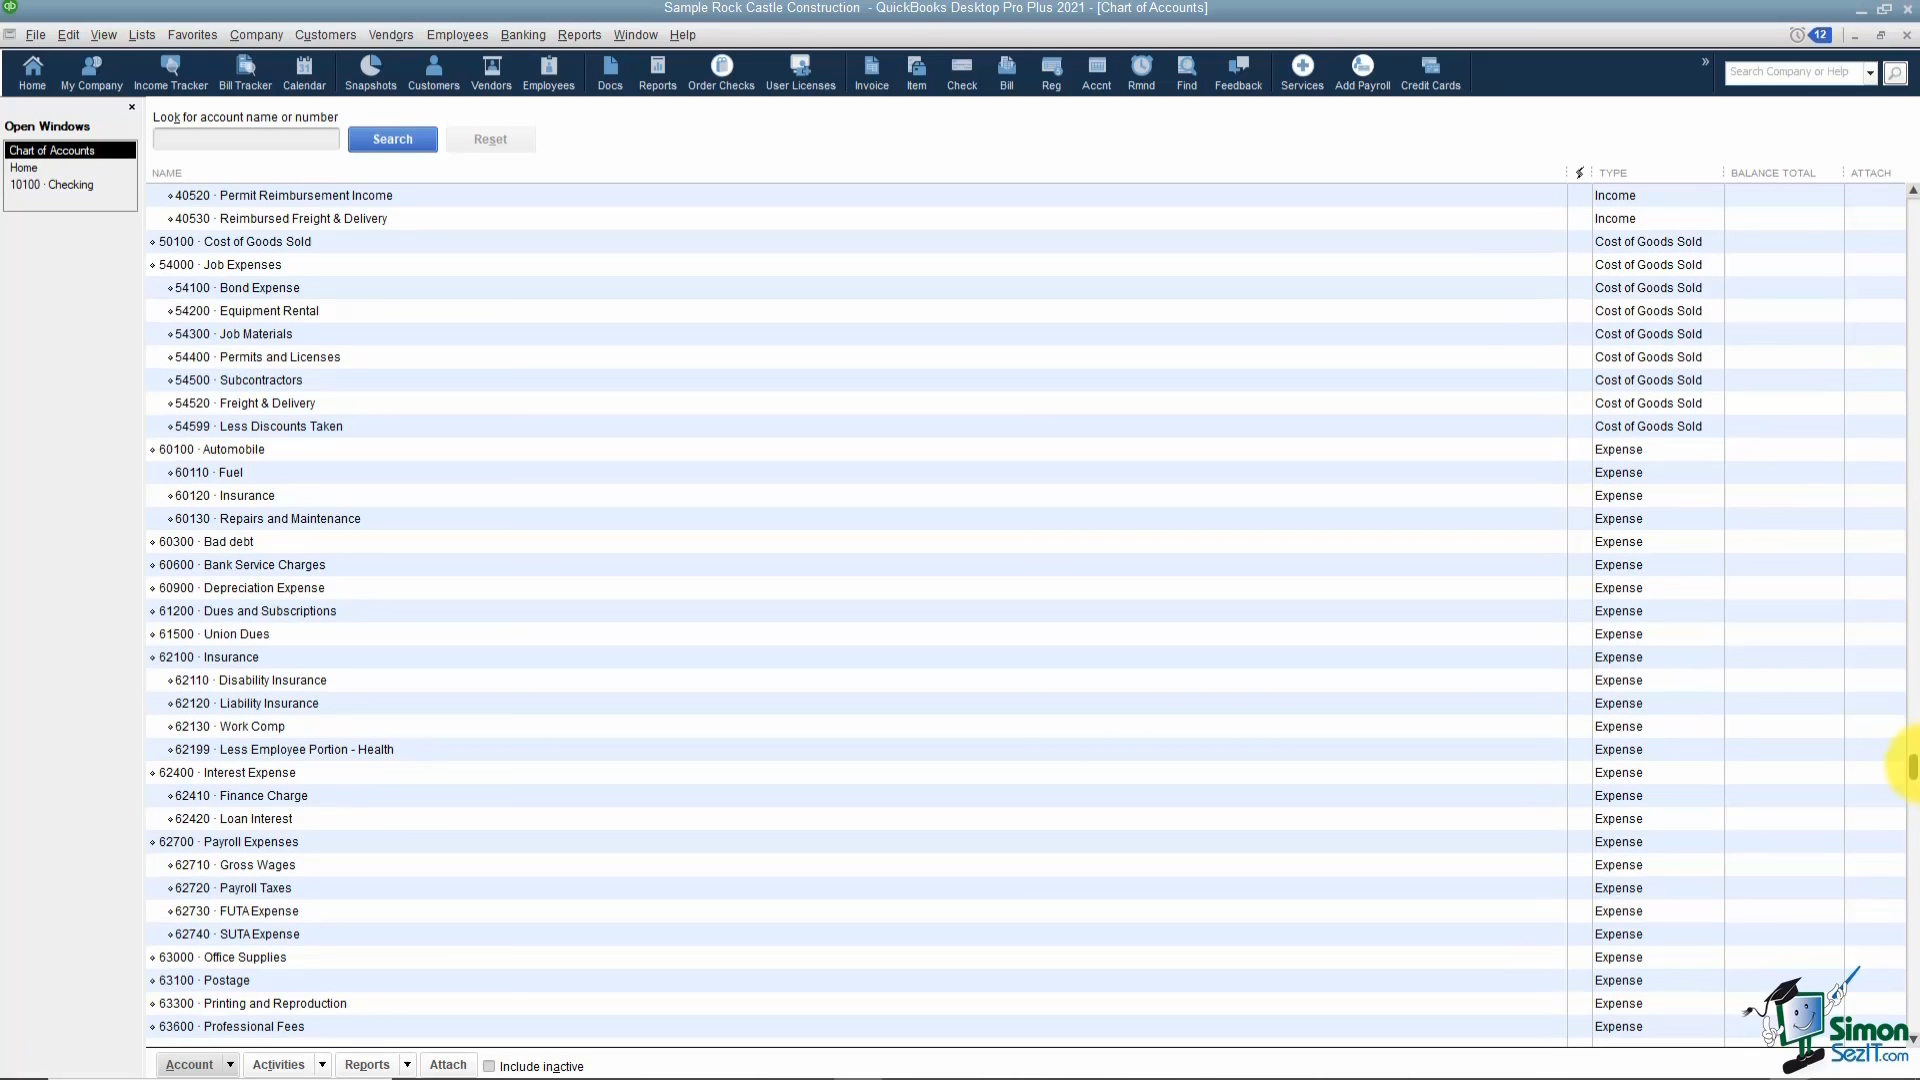 qb
Sample Rock Castle Construction - QuickBooks Desktop Pro Plus 2021 - [Chart of Accounts]
File Edit View Lists Favorites Company Customers Vendors Employees Banking Reports Window Help
12
Home My Company Income Tracker Bill Tracker Calendar Snapshots Customers Vendors Employees Docs Reports Order Checks User Licenses Invoice Item Check Bill Reg Accnt Rmnd Find Feedback Services Add Payroll Credit Cards
Search Company or Help
Open Windows
Chart of Accounts
Home
10100 · Checking
Look for account name or number
Search Reset
NAME TYPE BALANCE TOTAL ATTACH
40520 · Permit Reimbursement Income Income
40530 · Reimbursed Freight & Delivery Income
50100 · Cost of Goods Sold Cost of Goods Sold
54000 · Job Expenses Cost of Goods Sold
54100 · Bond Expense Cost of Goods Sold
54200 · Equipment Rental Cost of Goods Sold
54300 · Job Materials Cost of Goods Sold
54400 · Permits and Licenses Cost of Goods Sold
54500 · Subcontractors Cost of Goods Sold
54520 · Freight & Delivery Cost of Goods Sold
54599 · Less Discounts Taken Cost of Goods Sold
60100 · Automobile Expense
60110 · Fuel Expense
60120 · Insurance Expense
60130 · Repairs and Maintenance Expense
60300 · Bad debt Expense
60600 · Bank Service Charges Expense
60900 · Depreciation Expense Expense
61200 · Dues and Subscriptions Expense
61500 · Union Dues Expense
62100 · Insurance Expense
62110 · Disability Insurance Expense
62120 · Liability Insurance Expense
62130 · Work Comp Expense
62199 · Less Employee Portion - Health Expense
62400 · Interest Expense Expense
62410 · Finance Charge Expense
62420 · Loan Interest Expense
62700 · Payroll Expenses Expense
62710 · Gross Wages Expense
62720 · Payroll Taxes Expense
62730 · FUTA Expense Expense
62740 · SUTA Expense Expense
63000 · Office Supplies Expense
63100 · Postage Expense
63300 · Printing and Reproduction Expense
63600 · Professional Fees Expense
Account Activities Reports Attach Include inactive
Simon
SezIT.com